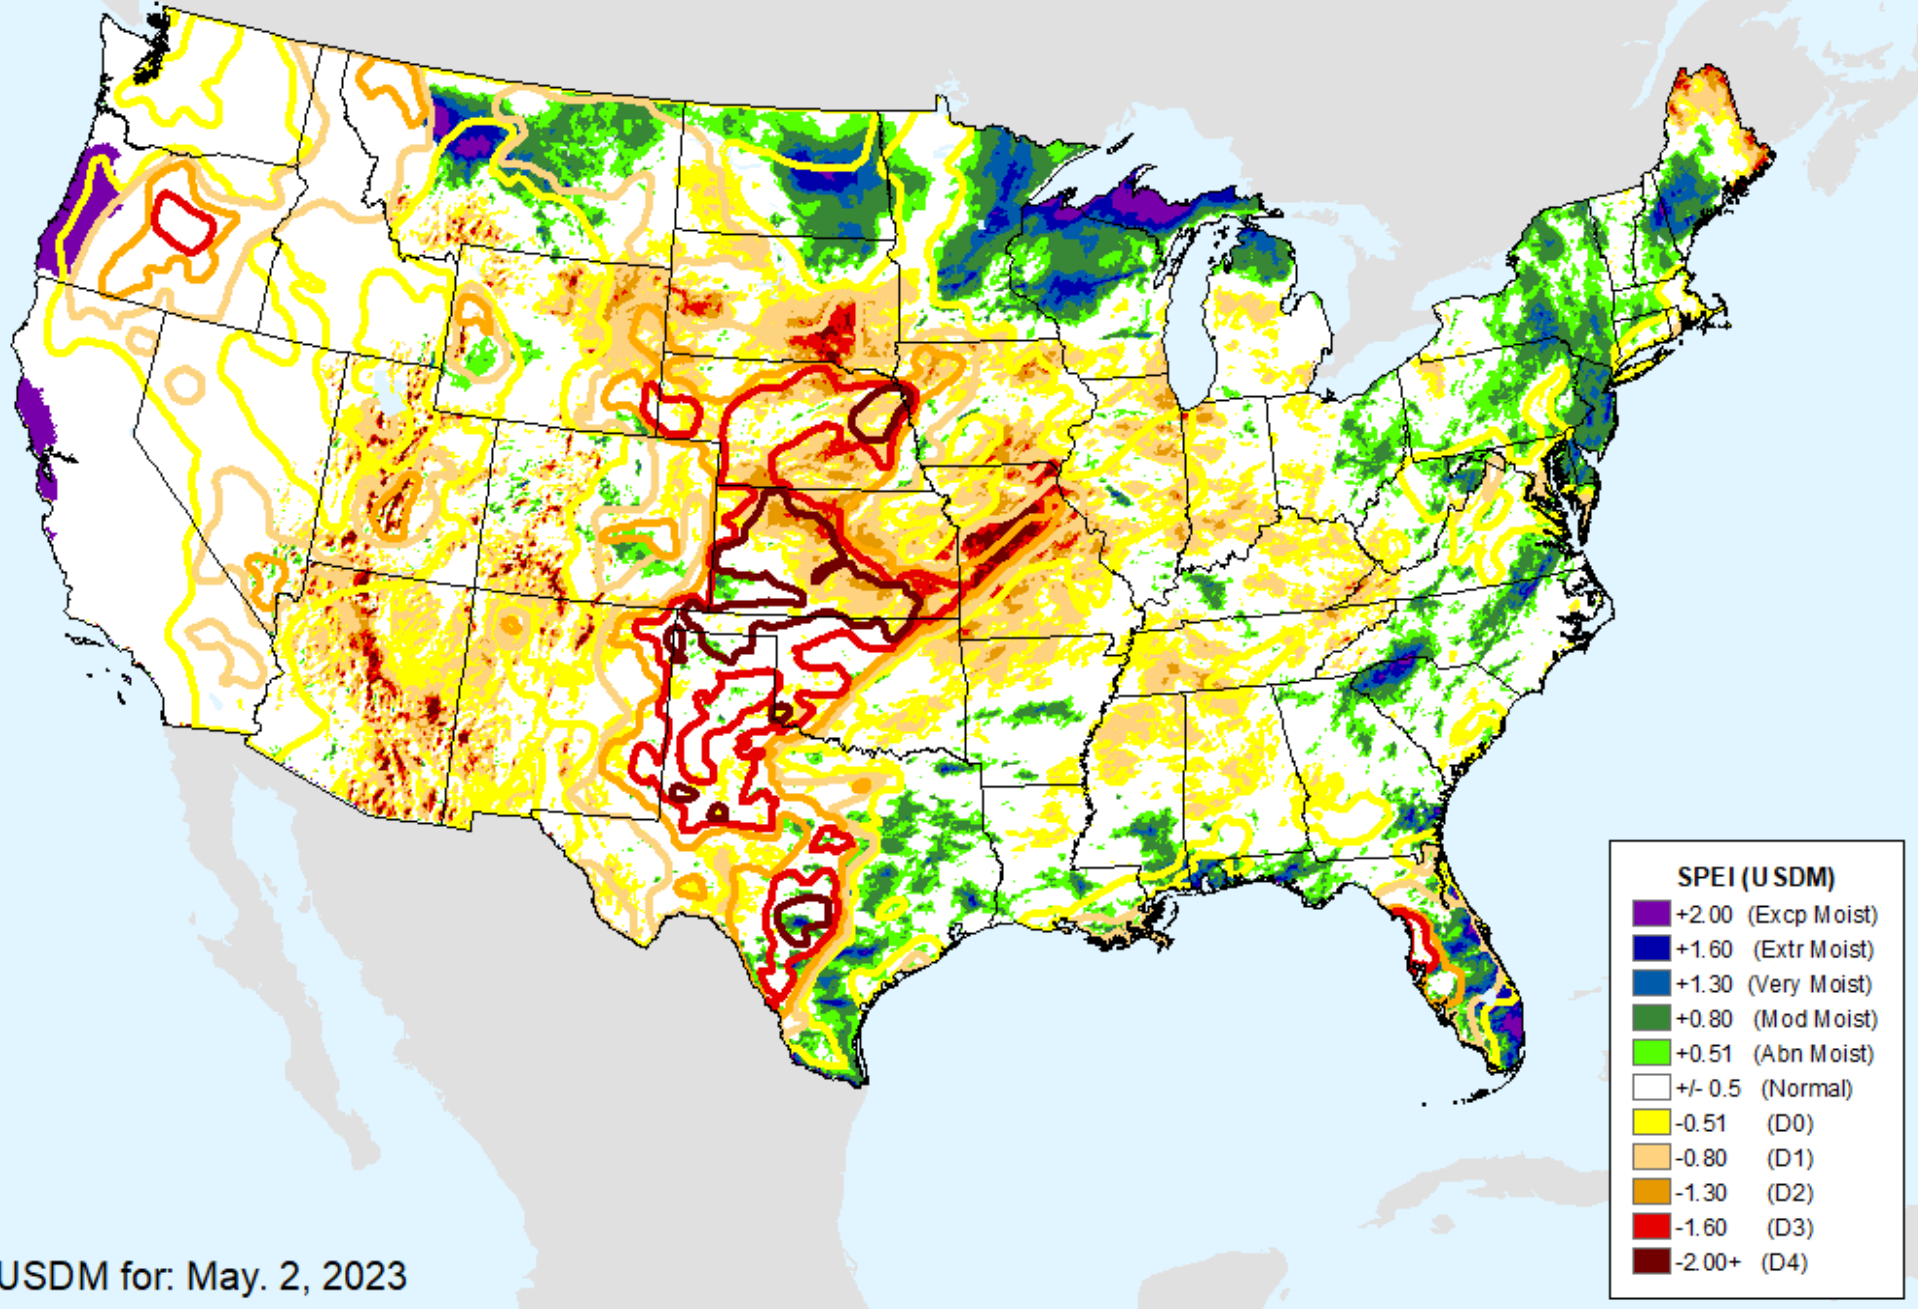 SPEI (USDM)
+2.00 (Excp Moist)
+1.60 (Extr Moist)
+1.30 (Very Moist)
+0.80 (Mod Moist)
+0.51 (Abn Moist)
+/- 0.5 (Normal)
-0.51 (D0)
-0.80 (D1)
-1.30 (D2)
-1.60 (D3)
-2.00+ (D4)
USDM for: May. 2, 2023